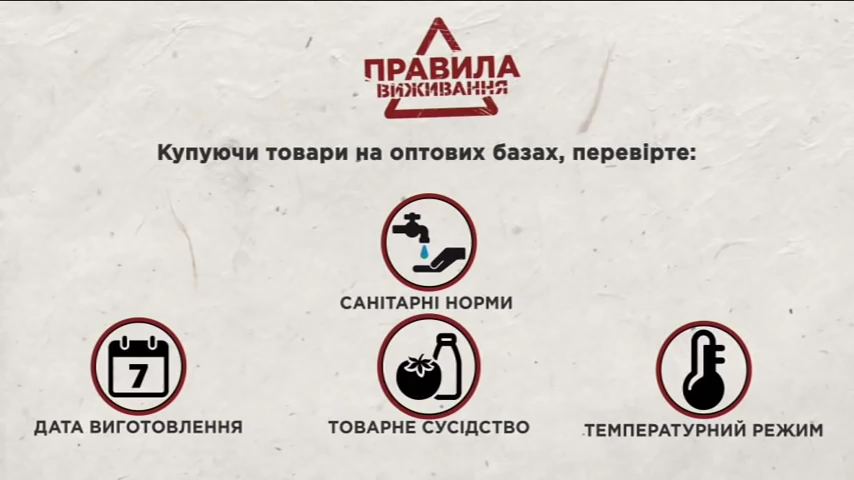 ПРАВИЛА
ВИЖИВАННЯ
Купуючи товари на оптових базах, перевірте:
САНІТАРНІ НОРМИ
7
ДАТА ВИГОТОВЛЕННЯ
ТОВАРНЕ СУСІДСТВО
ТЕМПЕРАТУРНИЙ РЕЖИМ